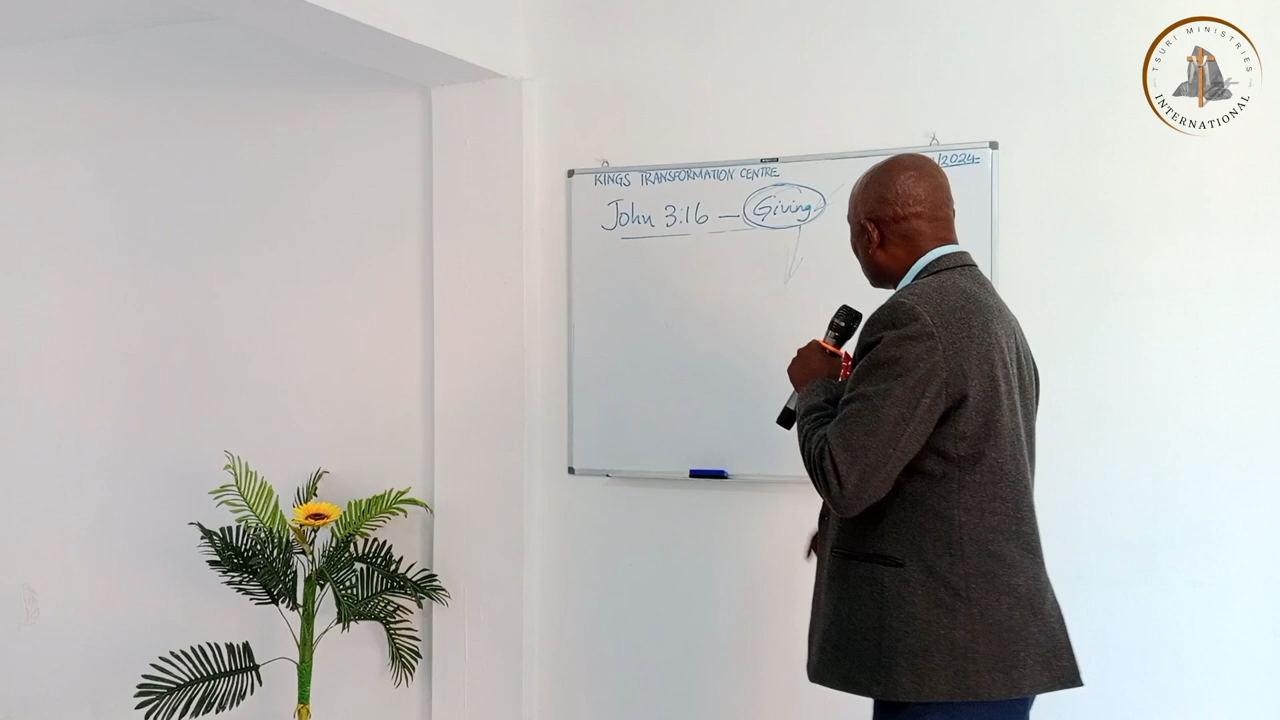 KINGS TRANSFORMATION CENTRE
/2024
John 3:16 — Giving
TSURI MINISTRIES
INTERNATIONAL